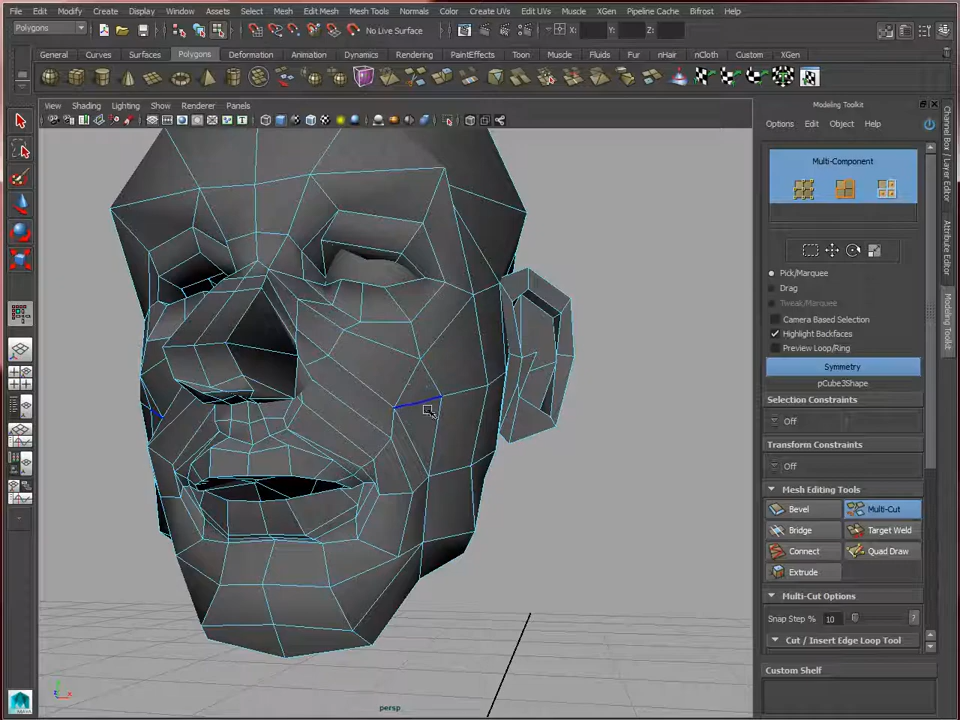 File Edit Modify Create Display Window Assets Select Mesh Edit Mesh Mesh Tools Normals Color Create UVs Edit UVs Muscle XGen Pipeline Cache Bifrost Help
Polygons No Live Surface X: Y: Z:
General Curves Surfaces Polygons Deformation Animation Dynamics Rendering PaintEffects Toon Muscle Fluids Fur nHair nCloth Custom XGen
View Shading Lighting Show Renderer Panels
Modeling Toolkit
Options Edit Object Help
Multi-Component
Pick/Marquee
Drag
Tweak/Marquee
Camera Based Selection
Highlight Backfaces
Preview Loop/Ring
Symmetry
pCube3Shape
Selection Constraints
Off
Transform Constraints
Off
Mesh Editing Tools
Bevel Multi-Cut
Bridge Target Weld
Connect Quad Draw
Extrude
Multi-Cut Options
Snap Step % 10 ?
Cut / Insert Edge Loop Tool
Custom Shelf
Channel Box / Layer Editor
Attribute Editor
Modeling Toolkit
persp